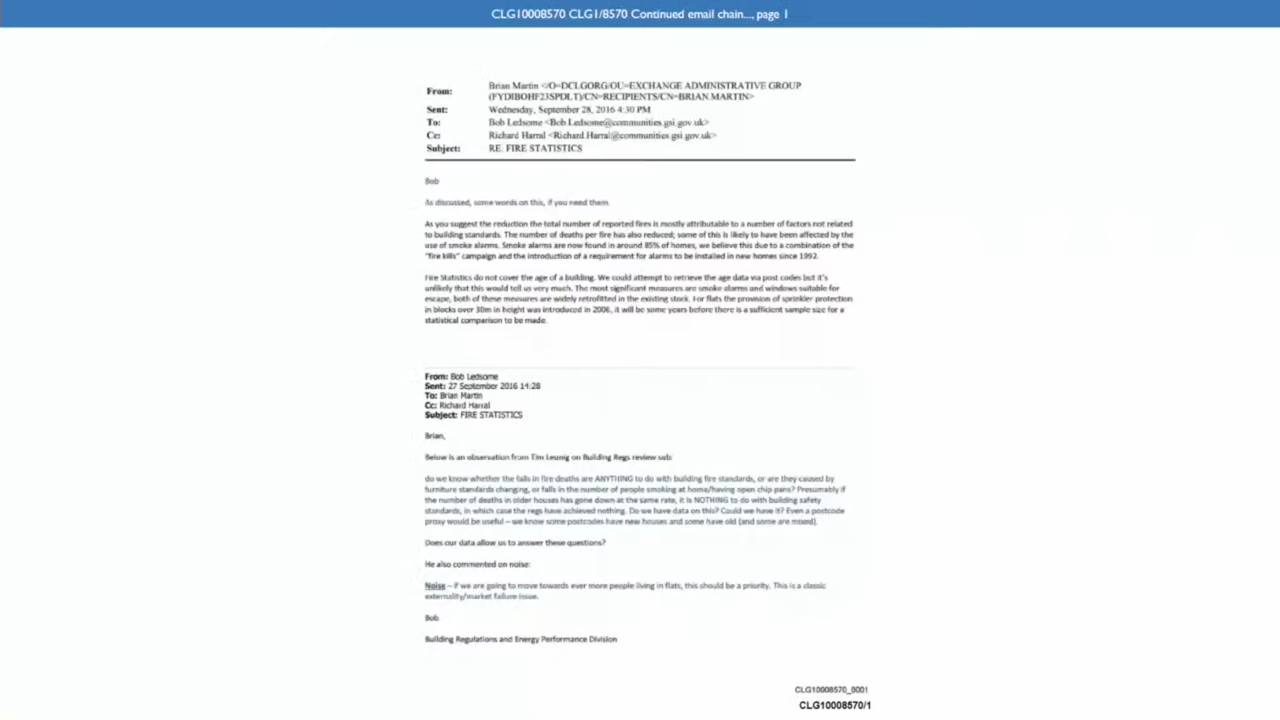 CLG10008570 CLG1/8570 Continued email chain..., page 1
From: Brian Martin </O=DCLGORG/OU=EXCHANGE ADMINISTRATIVE GROUP
(FYDIBOHF23SPDLT)/CN=RECIPIENTS/CN=BRIAN.MARTIN>
Sent: Wednesday, September 28, 2016 4:30 PM
To: Bob Ledsome <Bob.Ledsome@communities.gsi.gov.uk>
Cc: Richard Harral <Richard.Harral@communities.gsi.gov.uk>
Subject: RE: FIRE STATISTICS
Bob
As discussed, some words on this, if you need them.
As you suggest the reduction the total number of reported fires is mostly attributable to a number of factors not related
to building standards. The number of deaths per fire has also reduced; some of this is likely to have been affected by the
use of smoke alarms. Smoke alarms are now found in around 85% of homes, we believe this due to a combination of the
"fire kills" campaign and the introduction of a requirement for alarms to be installed in new homes since 1992.
Fire Statistics do not cover the age of a building. We could attempt to retrieve the age data via post codes but it's
unlikely that this would tell us very much. The most significant measures are smoke alarms and windows suitable for
escape, both of these measures are widely retrofitted in the existing stock. For flats the provision of sprinkler protection
in blocks over 30m in height was introduced in 2006, it will be some years before there is a sufficient sample size for a
statistical comparison to be made.
From: Bob Ledsome
Sent: 27 September 2016 14:28
To: Brian Martin
Cc: Richard Harral
Subject: FIRE STATISTICS
Brian,
Below is an observation from Tim Leunig on Building Regs review sub:
do we know whether the falls in fire deaths are ANYTHING to do with building fire standards, or are they caused by
furniture standards changing, or falls in the number of people smoking at home/having open chip pans? Presumably if
the number of deaths in older houses has gone down at the same rate, it is NOTHING to do with building safety
standards, in which case the regs have achieved nothing. Do we have data on this? Could we have it? Even a postcode
proxy would be useful – we know some postcodes have new houses and some have old (and some are mixed).
Does our data allow us to answer these questions?
He also commented on noise:
Noise – if we are going to move towards ever more people living in flats, this should be a priority. This is a classic
externality/market failure issue.
Bob
Building Regulations and Energy Performance Division
CLG10008570_0001
CLG10008570/1